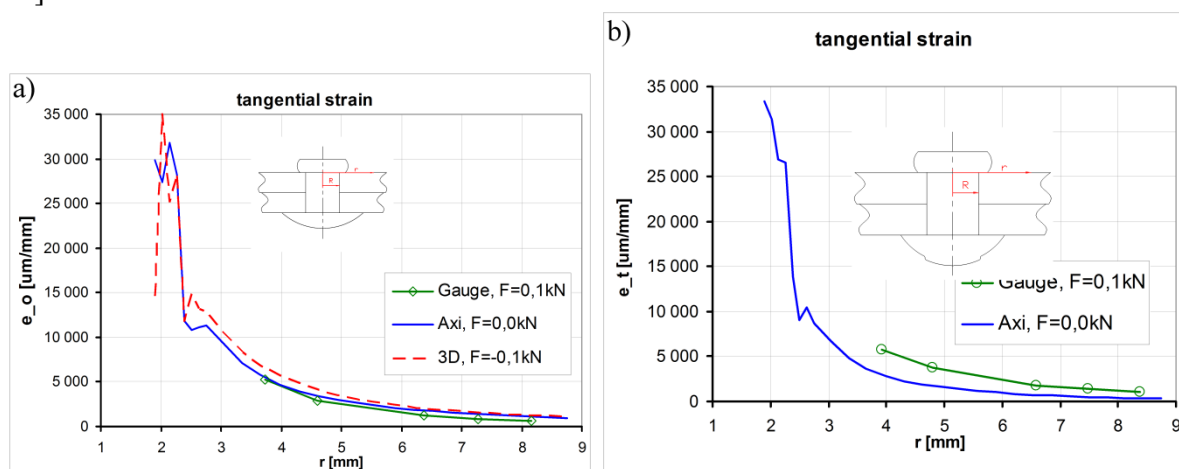 ]
a)
tangential strain
35 000
30 000
25 000
20 000
15 000
10 000
5 000
0
e_o [um/mm]
R
r
Gauge, F=0,1kN
Axi, F=0,0kN
3D, F=-0,1kN
1 2 3 4 5 6 7 8 9
r [mm]
b)
tangential strain
35 000
30 000
25 000
20 000
15 000
10 000
5 000
0
e_t [um/mm]
R
r
Gauge, F=0,1kN
Axi, F=0,0kN
1 2 3 4 5 6 7 8 9
r [mm]